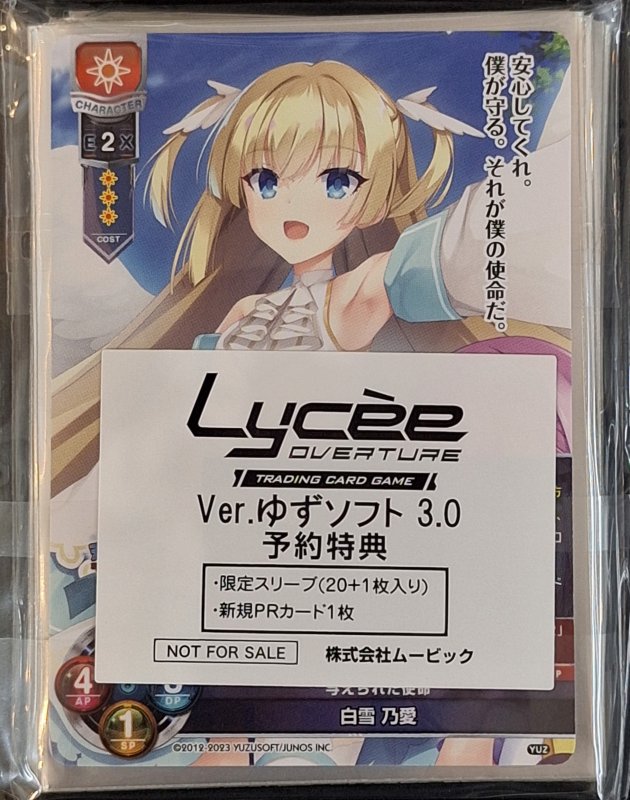 CHARACTER
E 2 X
COST
安心してくれ。
僕が守る。それが僕の使命だ。
Lycèe
OVERTURE
TRADING CARD GAME
Ver.ゆずソフト 3.0
予約特典
・限定スリーブ(20+1枚入り)
・新規PRカード1枚
NOT FOR SALE
株式会社ムービック
4
AP
DP
1
SP
与えられた使命
白雪 乃愛
©2012-2023 YUZUSOFT/JUNOS INC.
YUZ